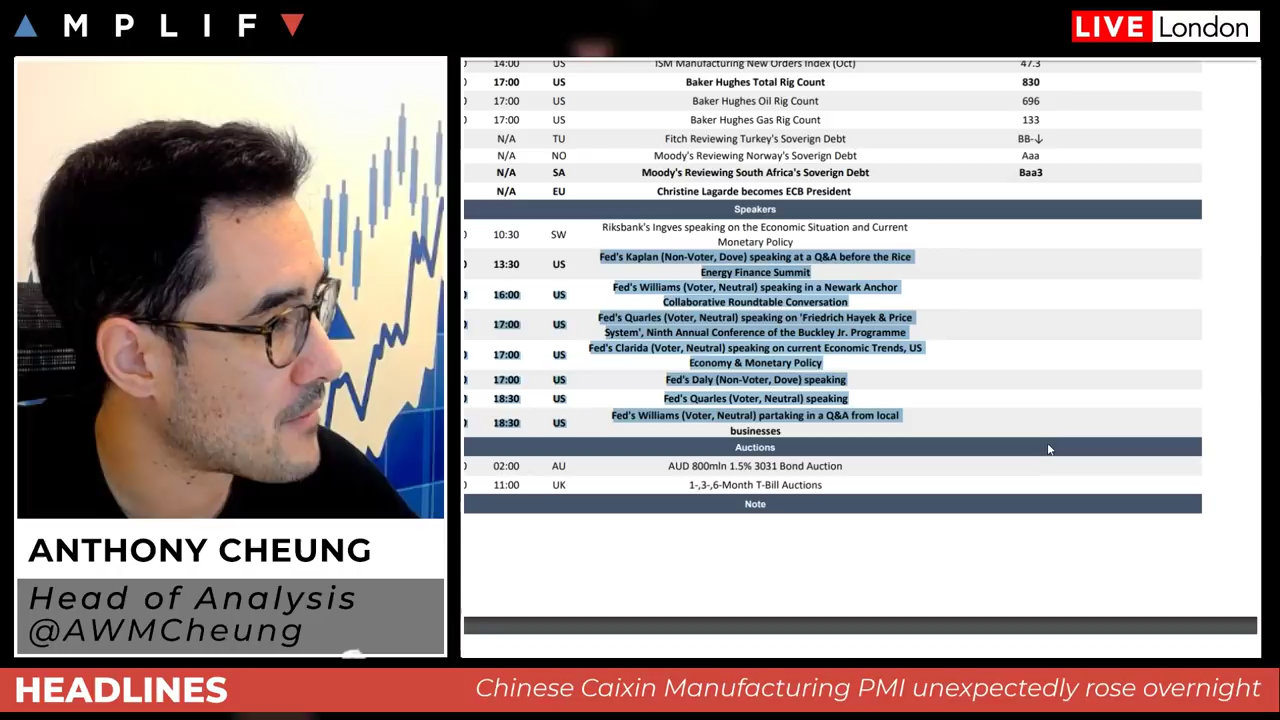 ▲ M P L I F ▼
LIVE London
14:00 US ISM Manufacturing New Orders Index (Oct) 47.3
17:00 US Baker Hughes Total Rig Count 830
17:00 US Baker Hughes Oil Rig Count 696
17:00 US Baker Hughes Gas Rig Count 133
N/A TU Fitch Reviewing Turkey's Soverign Debt BB-↓
N/A NO Moody's Reviewing Norway's Soverign Debt Aaa
N/A SA Moody's Reviewing South Africa's Soverign Debt Baa3
N/A EU Christine Lagarde becomes ECB President
Speakers
10:30 SW Riksbank's Ingves speaking on the Economic Situation and Current
Monetary Policy
13:30 US Fed's Kaplan (Non-Voter, Dove) speaking at a Q&A before the Rice
Energy Finance Summit
16:00 US Fed's Williams (Voter, Neutral) speaking in a Newark Anchor
Collaborative Roundtable Conversation
17:00 US Fed's Quarles (Voter, Neutral) speaking on 'Friedrich Hayek & Price
System', Ninth Annual Conference of the Buckley Jr. Programme
17:00 US Fed's Clarida (Voter, Neutral) speaking on current Economic Trends, US
Economy & Monetary Policy
17:00 US Fed's Daly (Non-Voter, Dove) speaking
18:30 US Fed's Quarles (Voter, Neutral) speaking
18:30 US Fed's Williams (Voter, Neutral) partaking in a Q&A from local
businesses
Auctions
02:00 AU AUD 800mln 1.5% 3031 Bond Auction
11:00 UK 1-,3-,6-Month T-Bill Auctions
Note
ANTHONY CHEUNG
Head of Analysis
@AWMCheung
HEADLINES
Chinese Caixin Manufacturing PMI unexpectedly rose overnight